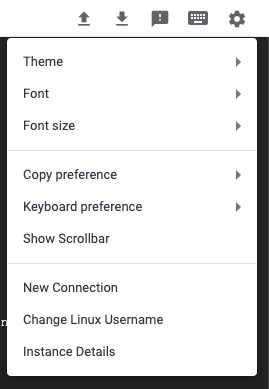 Theme
Font
Font size
Copy preference
Keyboard preference
Show Scrollbar
New Connection
Change Linux Username
Instance Details